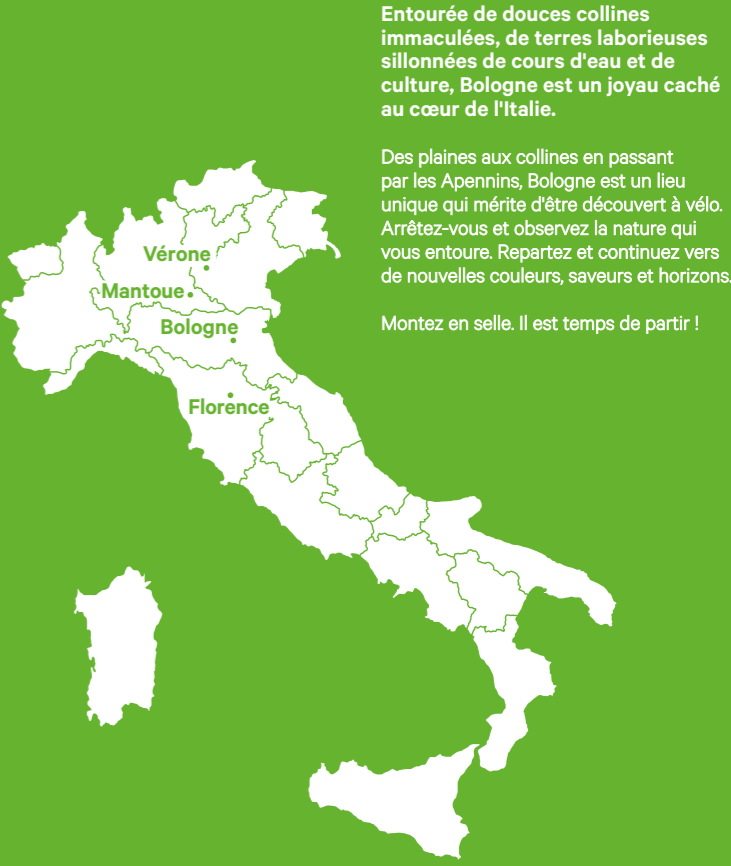 Entourée de douces collines
immaculées, de terres laborieuses
sillonnées de cours d'eau et de
culture, Bologne est un joyau caché
au cœur de l'Italie.
Des plaines aux collines en passant
par les Apennins, Bologne est un lieu
unique qui mérite d'être découvert à vélo.
Arrêtez-vous et observez la nature qui
vous entoure. Repartez et continuez vers
de nouvelles couleurs, saveurs et horizons.
Montez en selle. Il est temps de partir !
Vérone
Mantoue
Bologne
Florence